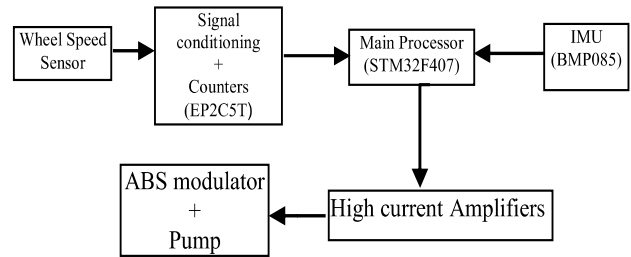 Wheel Speed
Sensor
Signal
conditioning
+
Counters
(EP2C5T)
Main Processor
(STM32F407)
IMU
(BMP085)
ABS modulator
+
Pump
High current Amplifiers